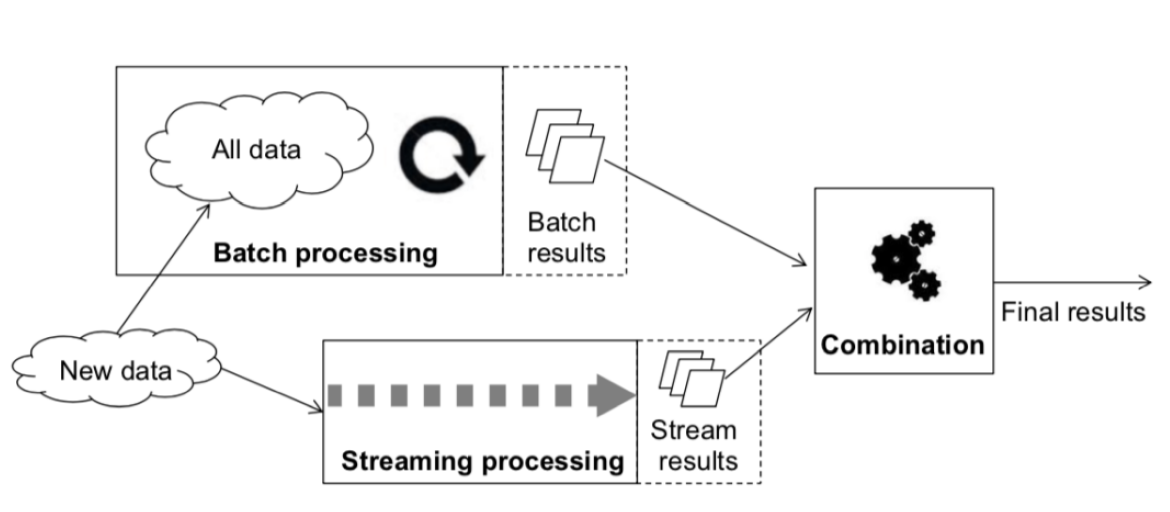 All data
Batch processing
Batch
results
New data
Streaming processing
Stream
results
Combination
Final results